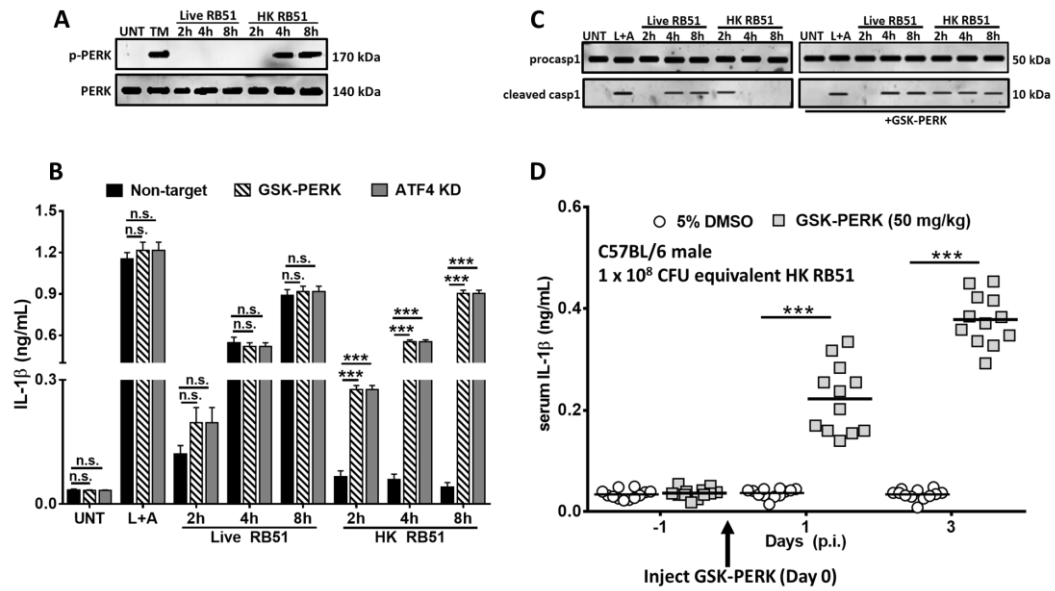 A
Live RB51 HK RB51
UNT TM 2h 4h 8h 2h 4h 8h
p-PERK 170 kDa
PERK 140 kDa
C
Live RB51 HK RB51 Live RB51 HK RB51
UNT L+A 2h 4h 8h 2h 4h 8h UNT L+A 2h 4h 8h 2h 4h 8h
procasp1 50 kDa
cleaved casp1 10 kDa
+GSK-PERK
B
Non-target GSK-PERK ATF4 KD
IL-1β (ng/mL)
1.5
1.2
0.9
0.6
0.3
0.0
n.s.
n.s.
n.s.
n.s.
n.s.
n.s.
n.s.
n.s.
n.s.
n.s.
***
***
***
***
***
***
UNT L+A 2h 4h 8h 2h 4h 8h
Live RB51 HK RB51
D
5% DMSO GSK-PERK (50 mg/kg)
C57BL/6 male
1 x 10⁸ CFU equivalent HK RB51
serum IL-1β (ng/mL)
0.6
0.4
0.2
0.0
***
***
-1 1 3
Days (p.i.)
Inject GSK-PERK (Day 0)